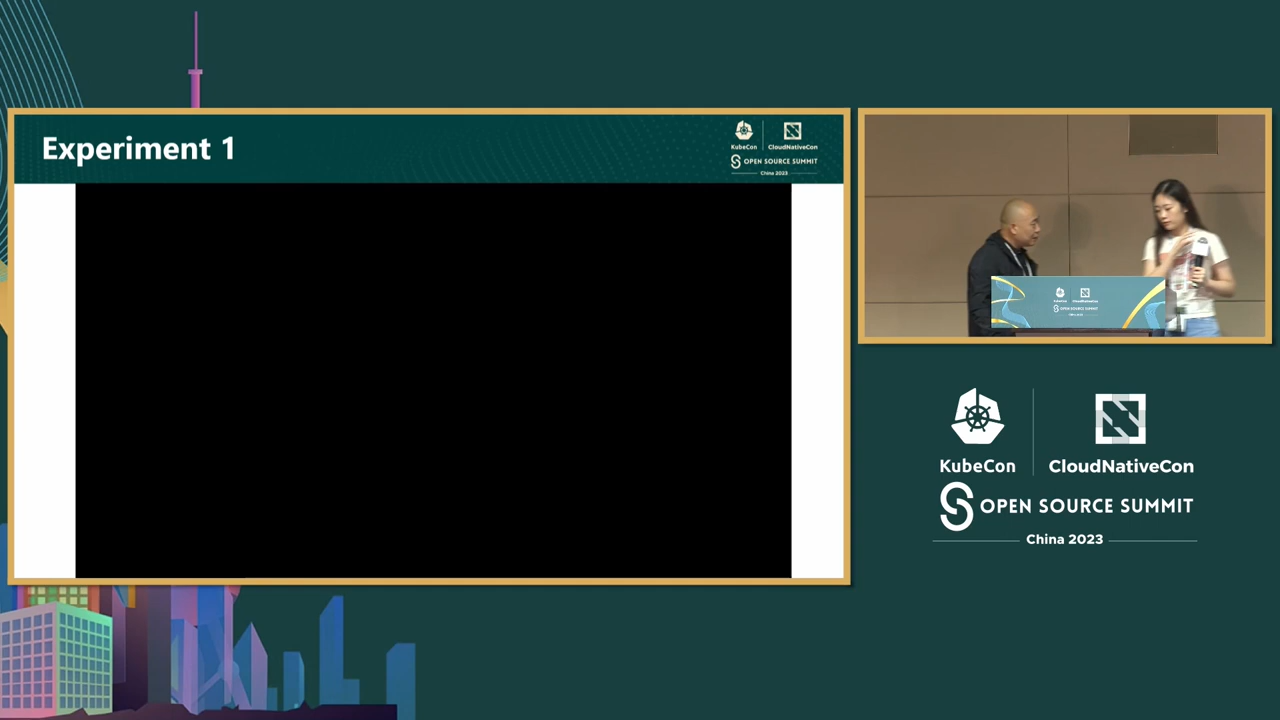 Experiment 1
KubeCon
CloudNativeCon
OPEN SOURCE SUMMIT
China 2023
KubeCon
CloudNativeCon
OPEN SOURCE SUMMIT
China 2023